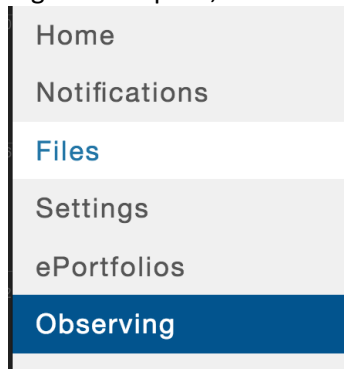 Home
Notifications
Files
Settings
ePortfolios
Observing